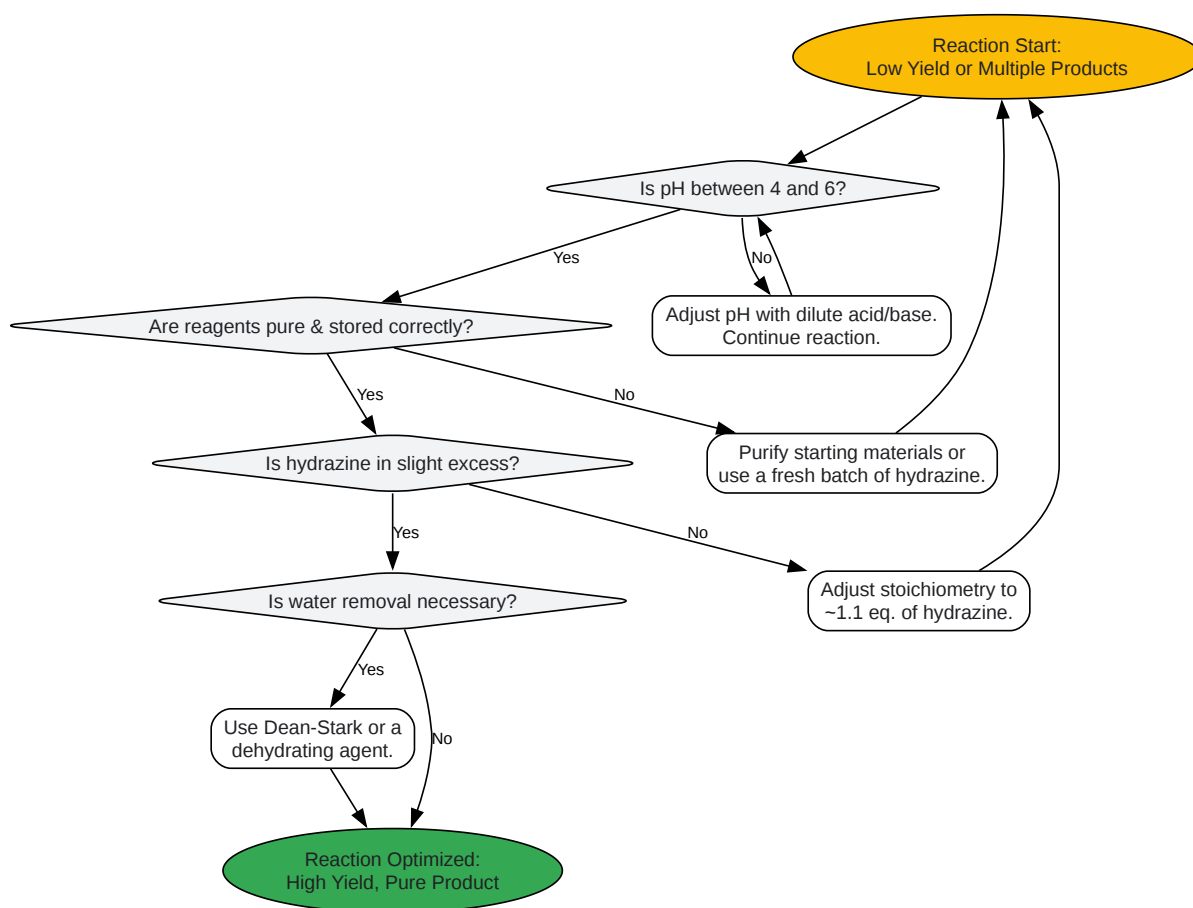 Reaction Start:
Low Yield or Multiple Products
Is pH between 4 and 6?
Yes
No
Adjust pH with dilute acid/base.
Continue reaction.
Are reagents pure & stored correctly?
Yes
No
Purify starting materials or
use a fresh batch of hydrazine.
Is hydrazine in slight excess?
Yes
No
Adjust stoichiometry to
~1.1 eq. of hydrazine.
Is water removal necessary?
Yes
No
Use Dean-Stark or a
dehydrating agent.
Reaction Optimized:
High Yield, Pure Product